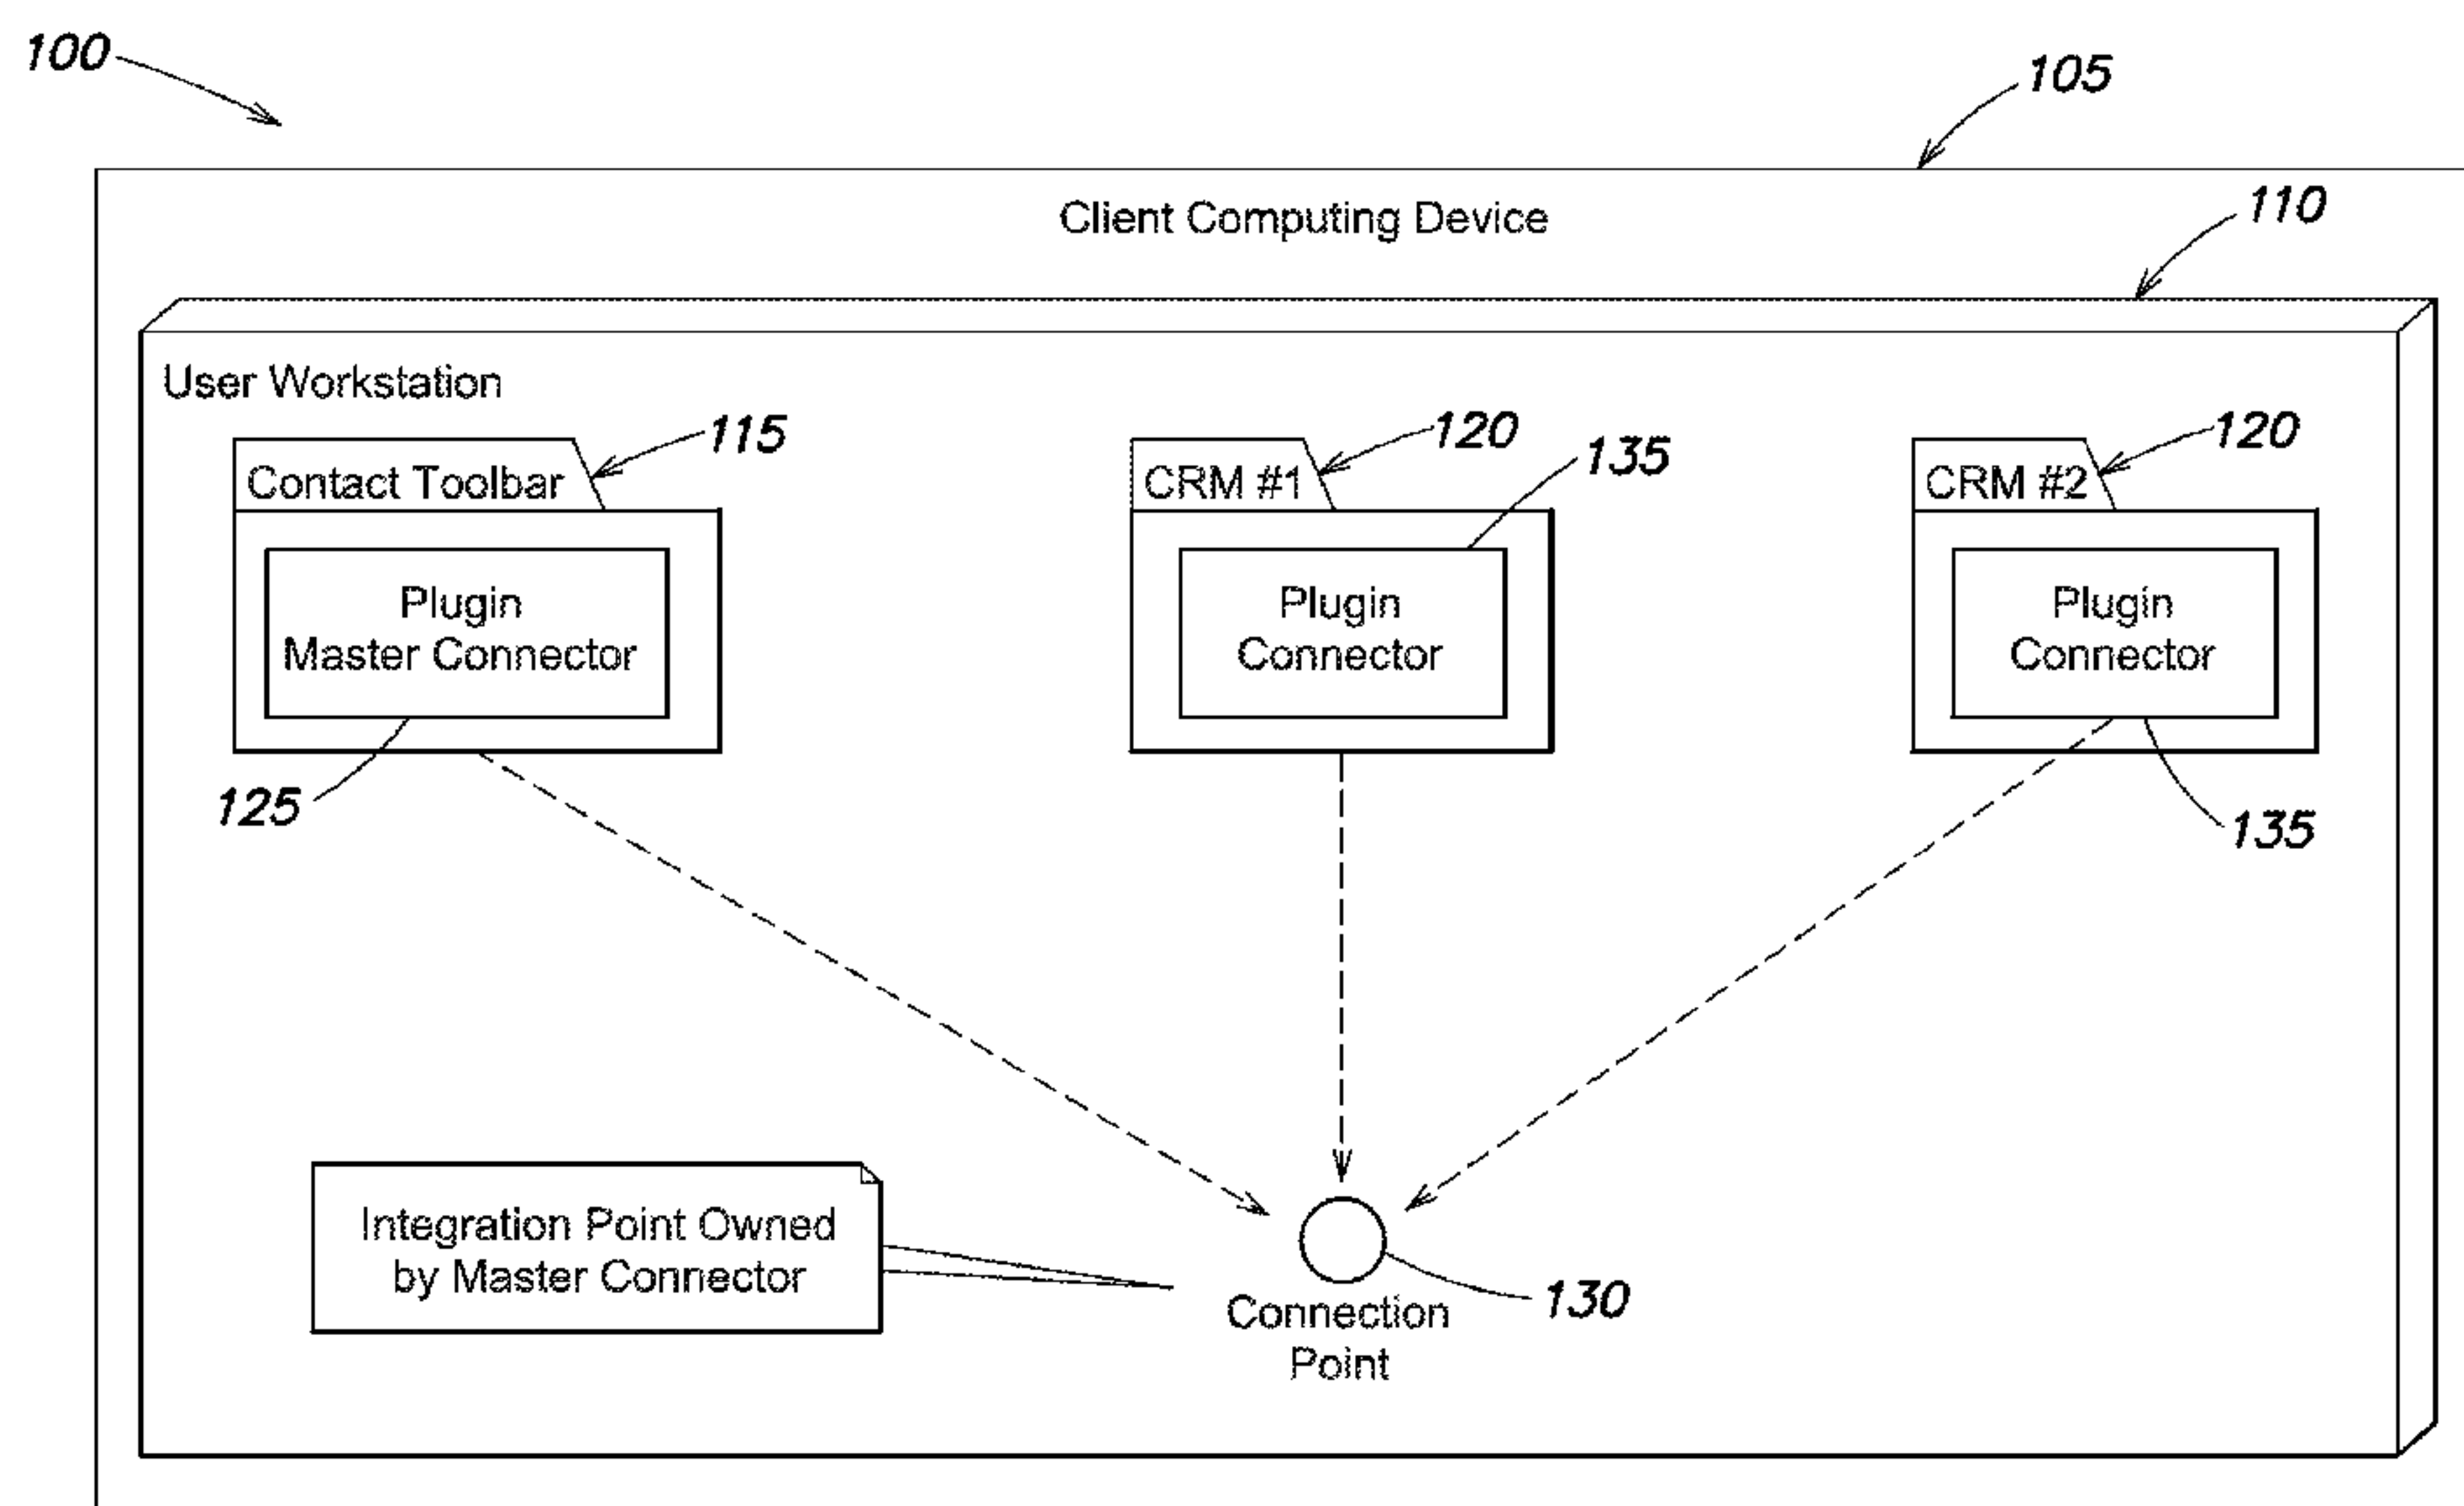 100
105
Client Computing Device
110
User Workstation
115
120
120
Contact Toolbar
CRM #1
135
CRM #2
Plugin
Master Connector
Plugin
Connector
Plugin
Connector
125
135
Integration Point Owned
by Master Connector
130
Connection
Point